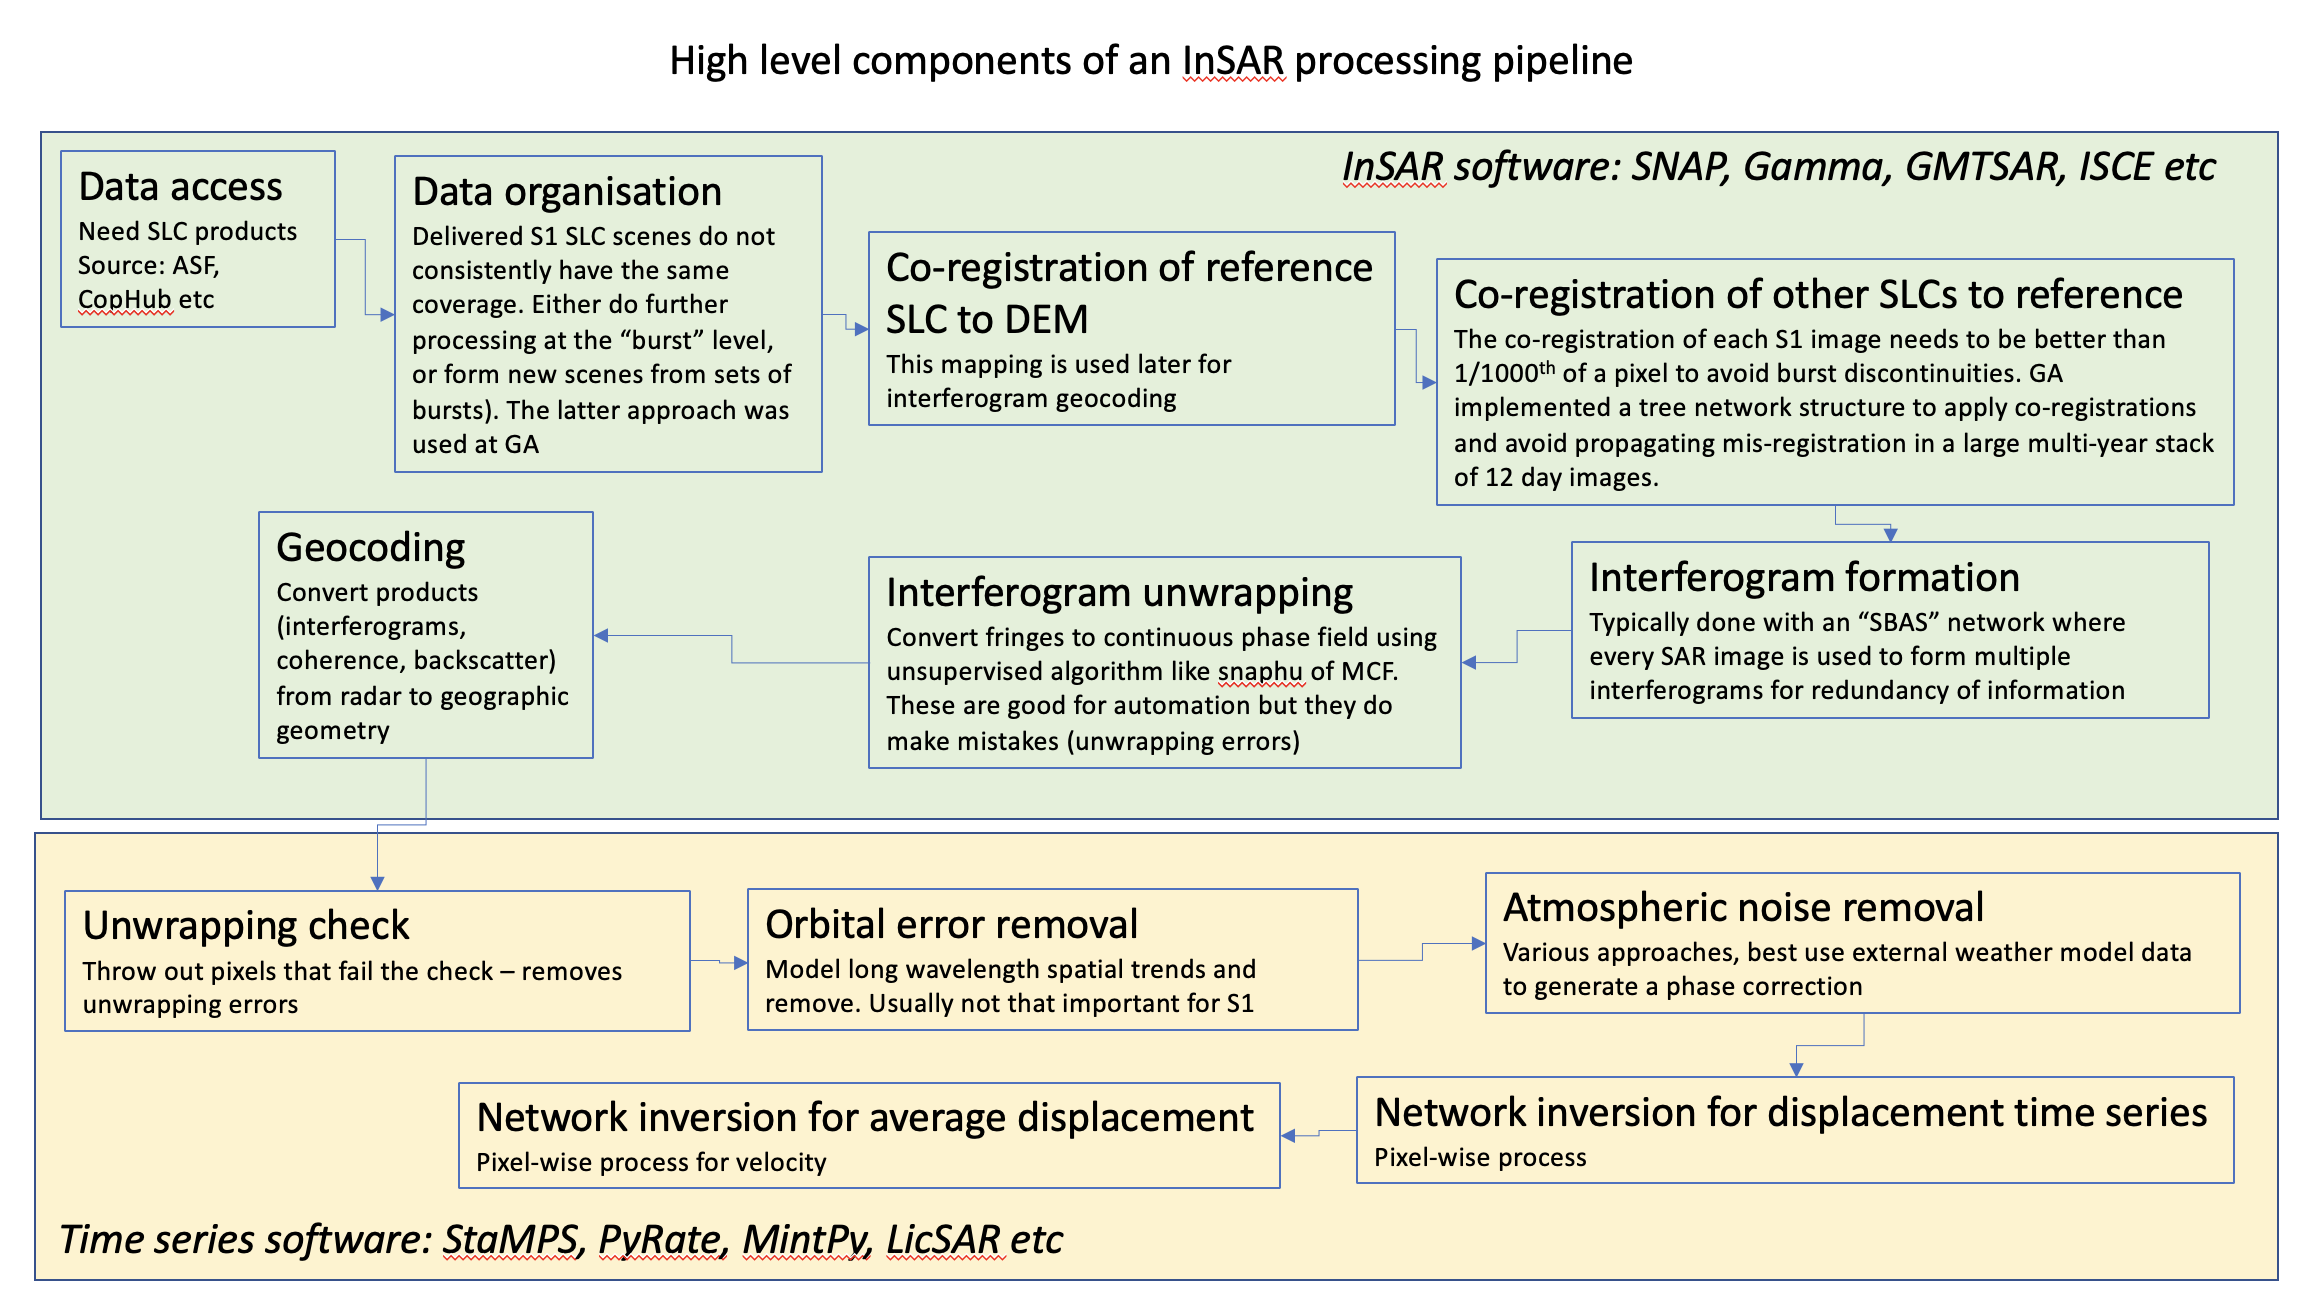 High level components of an InSAR processing pipeline
InSAR software: SNAP, Gamma, GMTSAR, ISCE etc
Data access
Need SLC products
Source: ASF,
CopHub etc
Data organisation
Delivered S1 SLC scenes do not
consistently have the same
coverage. Either do further
processing at the “burst” level,
or form new scenes from sets of
bursts). The latter approach was
used at GA
Co-registration of reference
SLC to DEM
This mapping is used later for
interferogram geocoding
Co-registration of other SLCs to reference
The co-registration of each S1 image needs to be better than
1/1000th of a pixel to avoid burst discontinuities. GA
implemented a tree network structure to apply co-registrations
and avoid propagating mis-registration in a large multi-year stack
of 12 day images.
Interferogram formation
Typically done with an “SBAS” network where
every SAR image is used to form multiple
interferograms for redundancy of information
Interferogram unwrapping
Convert fringes to continuous phase field using
unsupervised algorithm like snaphu of MCF.
These are good for automation but they do
make mistakes (unwrapping errors)
Geocoding
Convert products
(interferograms,
coherence, backscatter)
from radar to geographic
geometry
Unwrapping check
Throw out pixels that fail the check – removes
unwrapping errors
Orbital error removal
Model long wavelength spatial trends and
remove. Usually not that important for S1
Atmospheric noise removal
Various approaches, best use external weather model data
to generate a phase correction
Network inversion for displacement time series
Pixel-wise process
Network inversion for average displacement
Pixel-wise process for velocity
Time series software: StaMPS, PyRate, MintPy, LicSAR etc